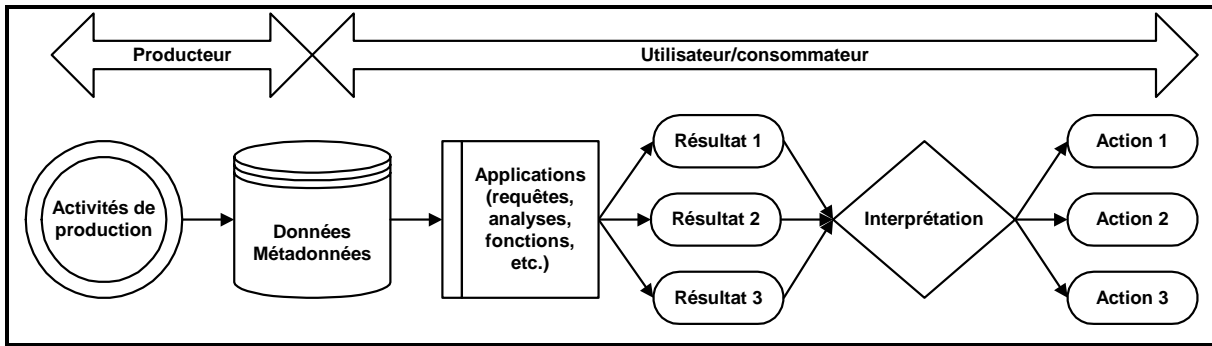 Producteur
Utilisateur/consommateur
Activités de
production
Données
Métadonnées
Applications
(requêtes,
analyses,
fonctions,
etc.)
Résultat 1
Résultat 2
Résultat 3
Interprétation
Action 1
Action 2
Action 3